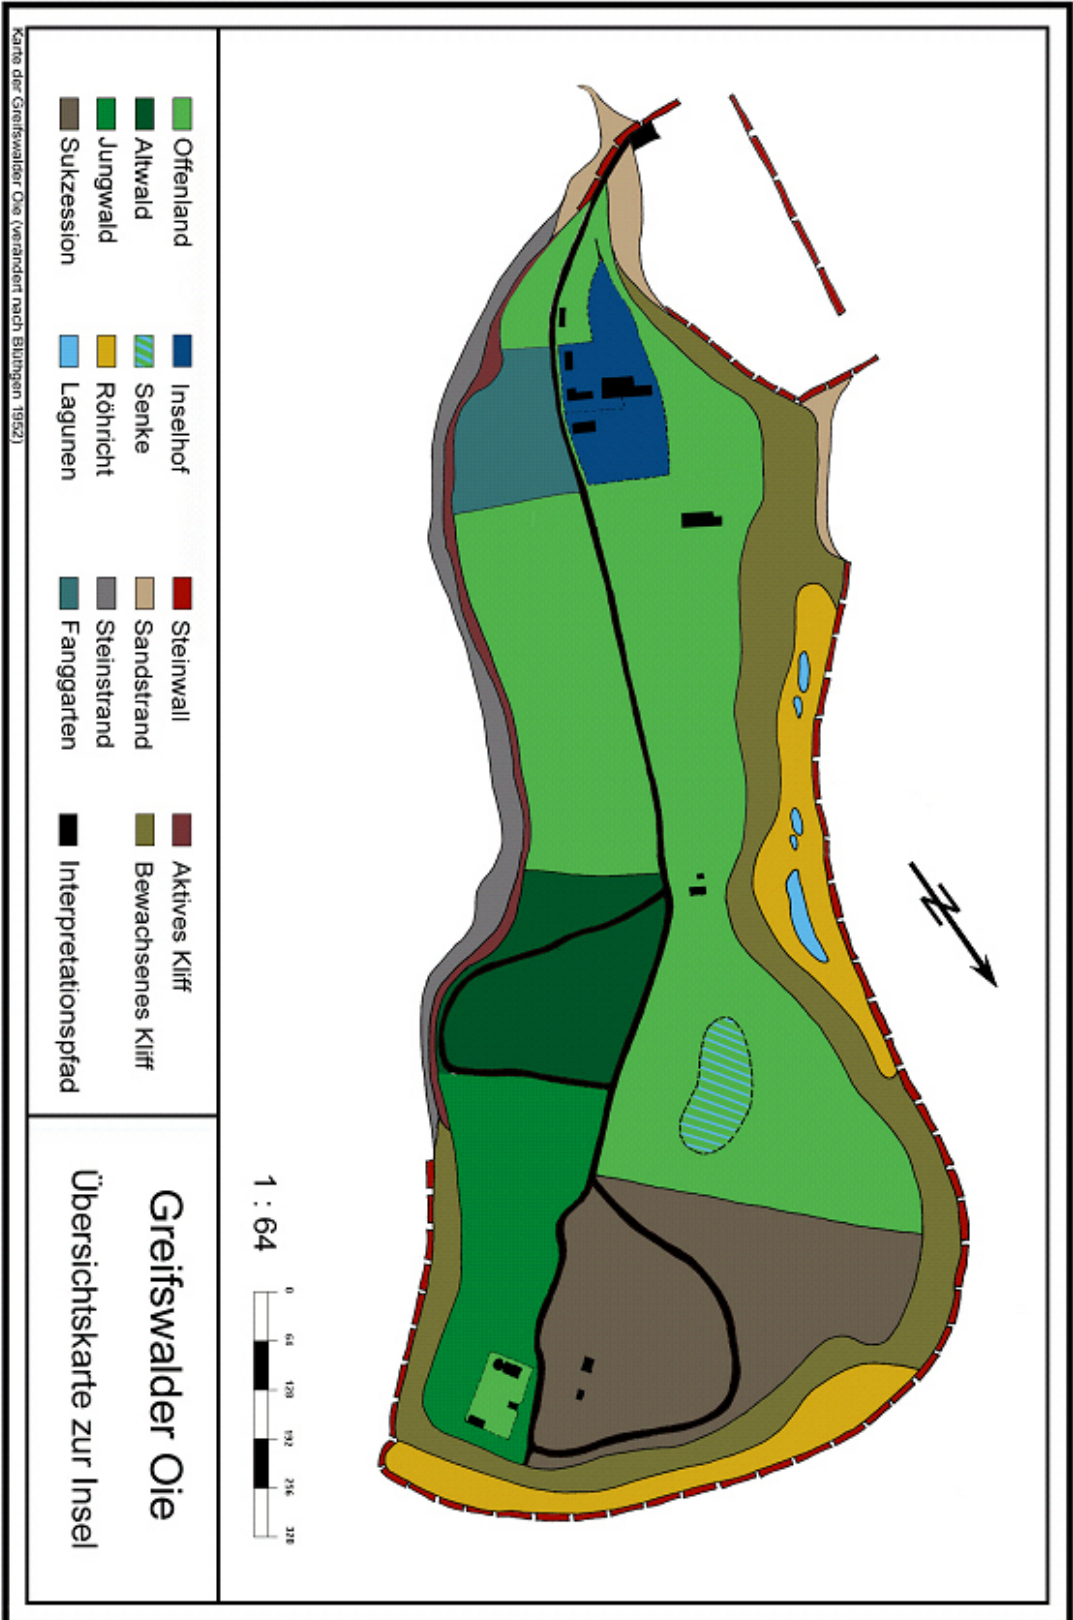 Offenland
Altwald
Jungwald
Sukzession
Inselhof
Senke
Röhricht
Lagunen
Steinwall
Sandstrand
Steinstrand
Fanggarten
Aktives Kliff
Bewachsenes Kliff
Interpretationspfad
1 : 64
0 64 128 192 256 320
Greifswalder Oie
Übersichtskarte zur Insel
Karte der Greifswalder Oie (verändert nach Blüthgen 1952)